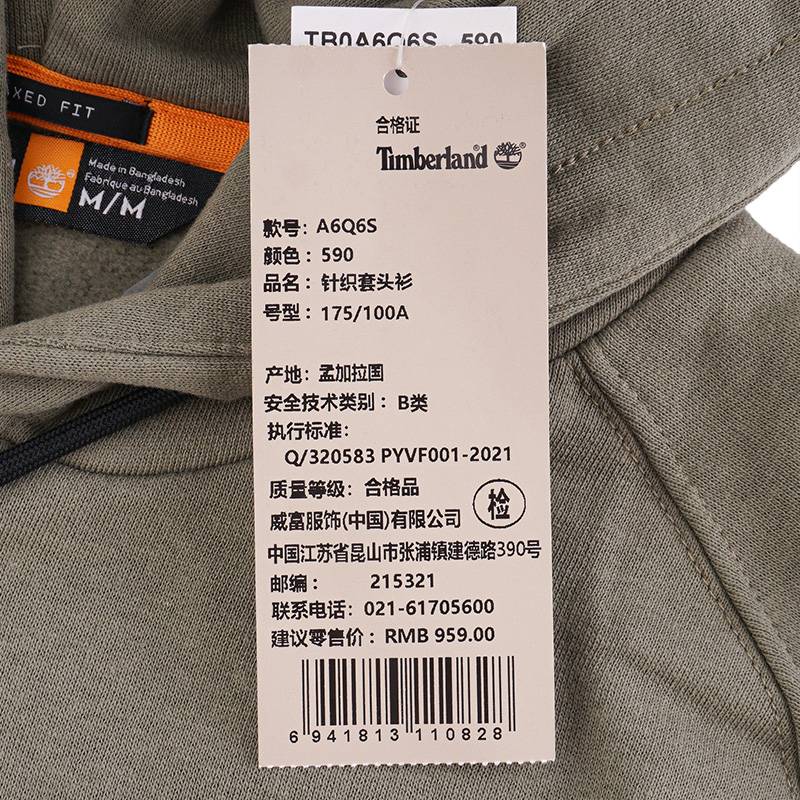 TB0A6Q6S 590
合格证
Timberland
款号：A6Q6S
颜色：590
品名：针织套头衫
号型：175/100A
产地：孟加拉国
安全技术类别：B类
执行标准：
Q/320583 PYVF001-2021
质量等级：合格品
检
威富服饰(中国)有限公司
中国江苏省昆山市张浦镇建德路390号
邮编： 215321
联系电话：021-61705600
建议零售价：RMB 959.00
6 941813 110828
FIT
Made in Bangladesh
Fabriqué au Bangladesh
M/M